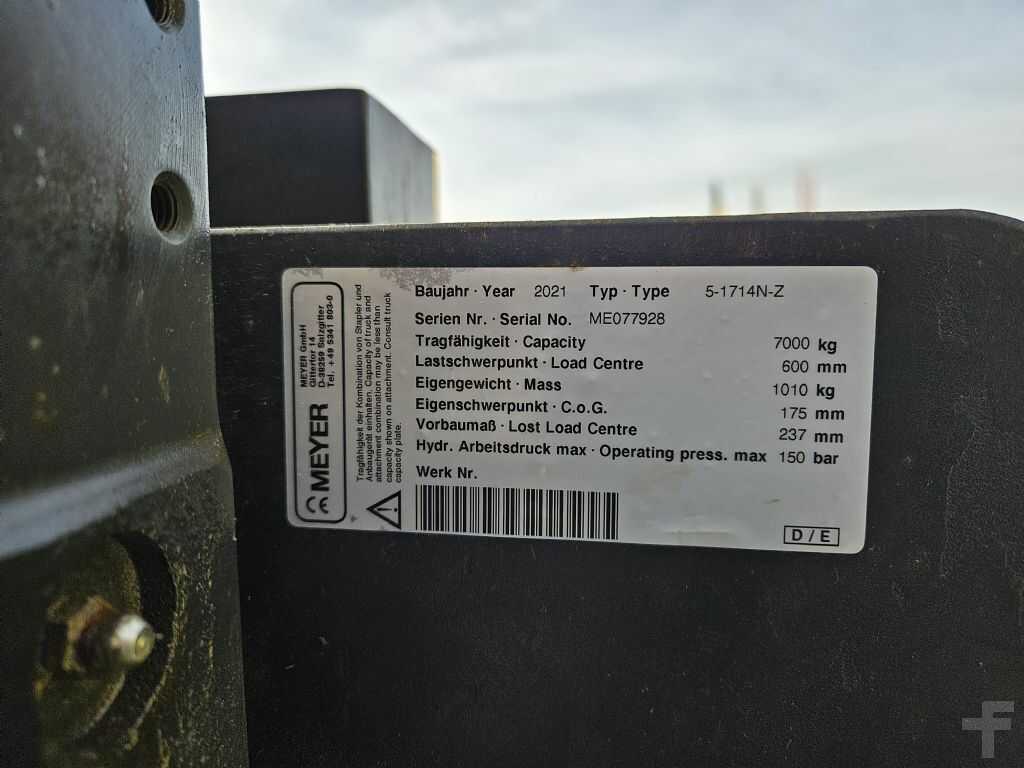 MEYER GmbH
Gitterfor 14
D-38259 Salzgitter
Tel. +49 5341 803-0
CE MEYER
Tragfähigkeit der Kombination von Stapler und
Anbaugerät einhalten. Capacity of truck and
attachment combination may be less than
capacity shown on attachment. Consult truck
capacity plate.
Baujahr · Year 2021 Typ · Type 5-1714N-Z
Serien Nr. · Serial No. ME077928
Tragfähigkeit · Capacity 7000 kg
Lastschwerpunkt · Load Centre 600 mm
Eigengewicht · Mass 1010 kg
Eigenschwerpunkt · C.o.G. 175 mm
Vorbaumaß · Lost Load Centre 237 mm
Hydr. Arbeitsdruck max · Operating press. max 150 bar
Werk Nr.
D / E